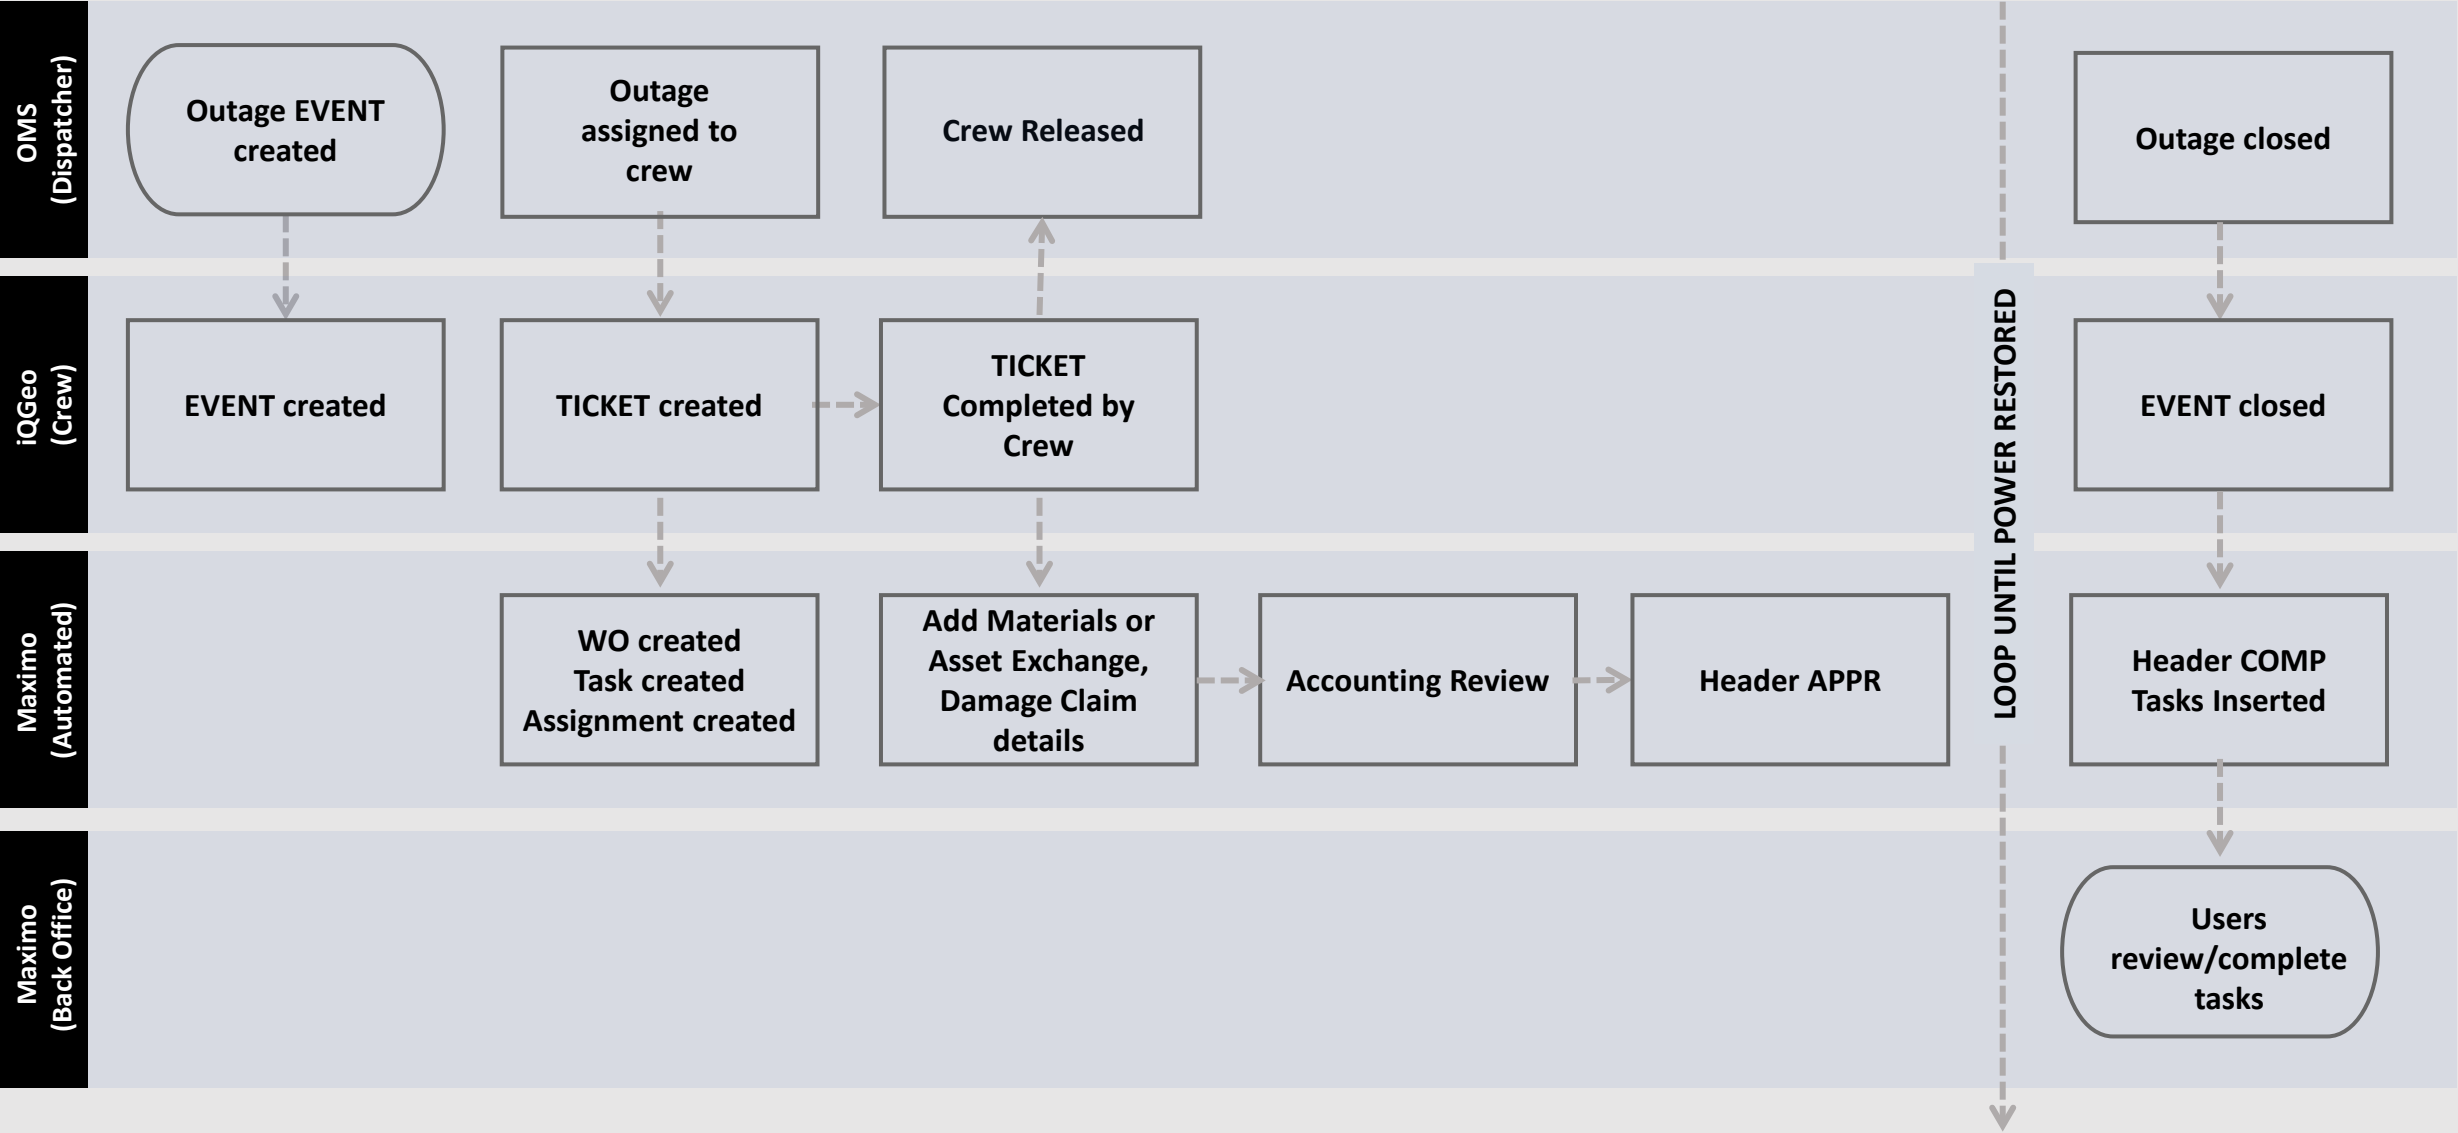 OMS
(Dispatcher)
Outage EVENT
created
Outage
assigned to
crew
Crew Released
Outage closed
iQGeo
(Crew)
EVENT created
TICKET created
TICKET
Completed by
Crew
LOOP UNTIL POWER RESTORED
EVENT closed
Maximo
(Automated)
WO created
Task created
Assignment created
Add Materials or
Asset Exchange,
Damage Claim
details
Accounting Review
Header APPR
Header COMP
Tasks Inserted
Maximo
(Back Office)
Users
review/complete
tasks